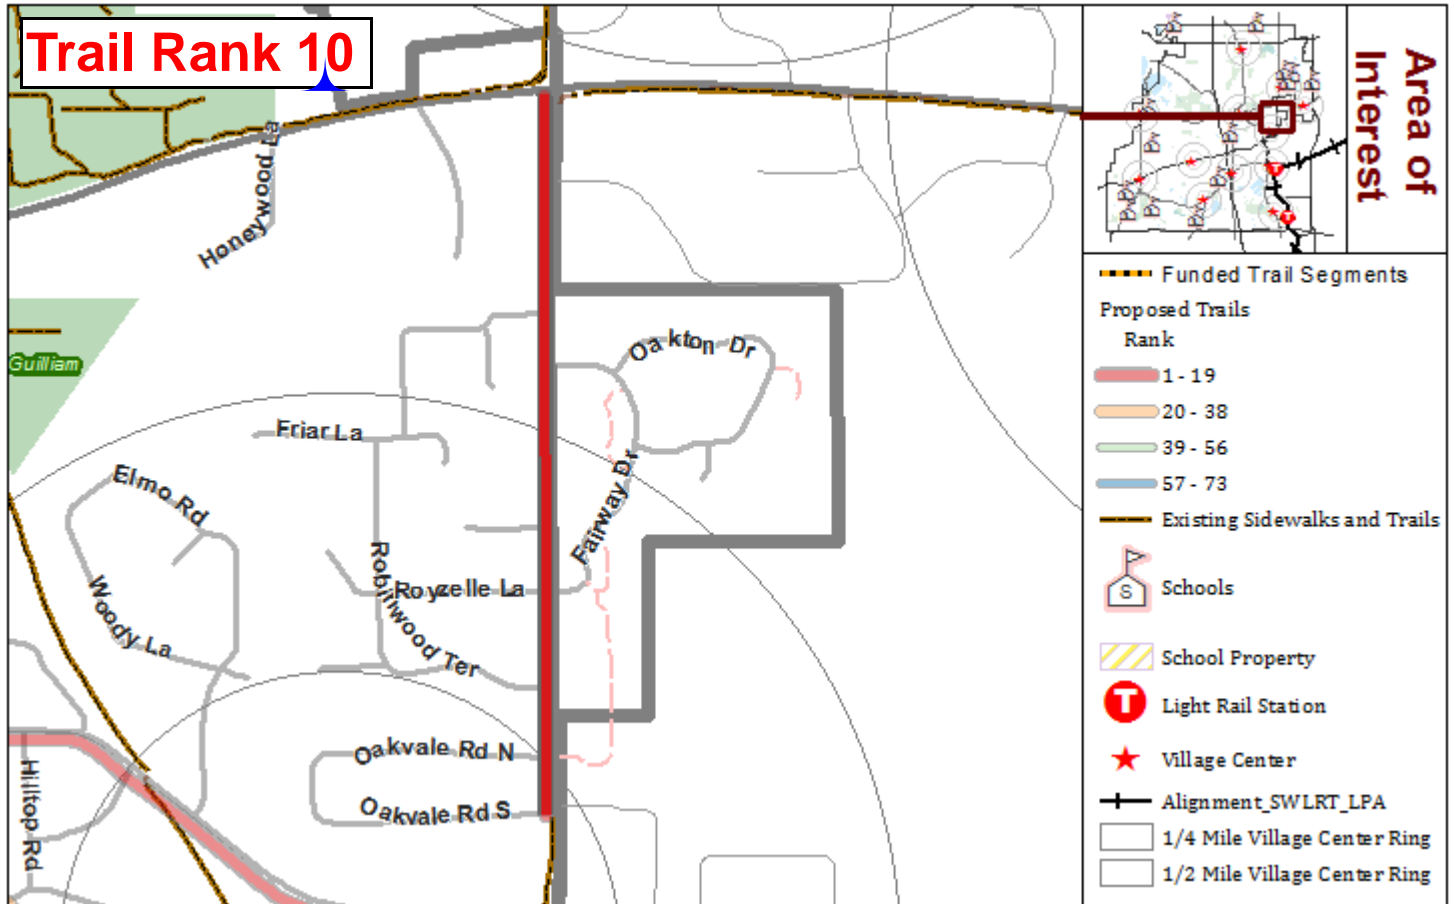 Trail Rank 10
Area of
Interest
Honeywood La
Guilliam
Oakton Dr
Friar La
Elmo Rd
Fairway Dr
Robinwood Ter
Royzelle La
Woody La
Oakvale Rd N
Oakvale Rd S
Hilltop Rd
Funded Trail Segments
Proposed Trails
Rank
1 - 19
20 - 38
39 - 56
57 - 73
Existing Sidewalks and Trails
S
Schools
School Property
T
Light Rail Station
Village Center
Alignment_SWLRT_LPA
1/4 Mile Village Center Ring
1/2 Mile Village Center Ring